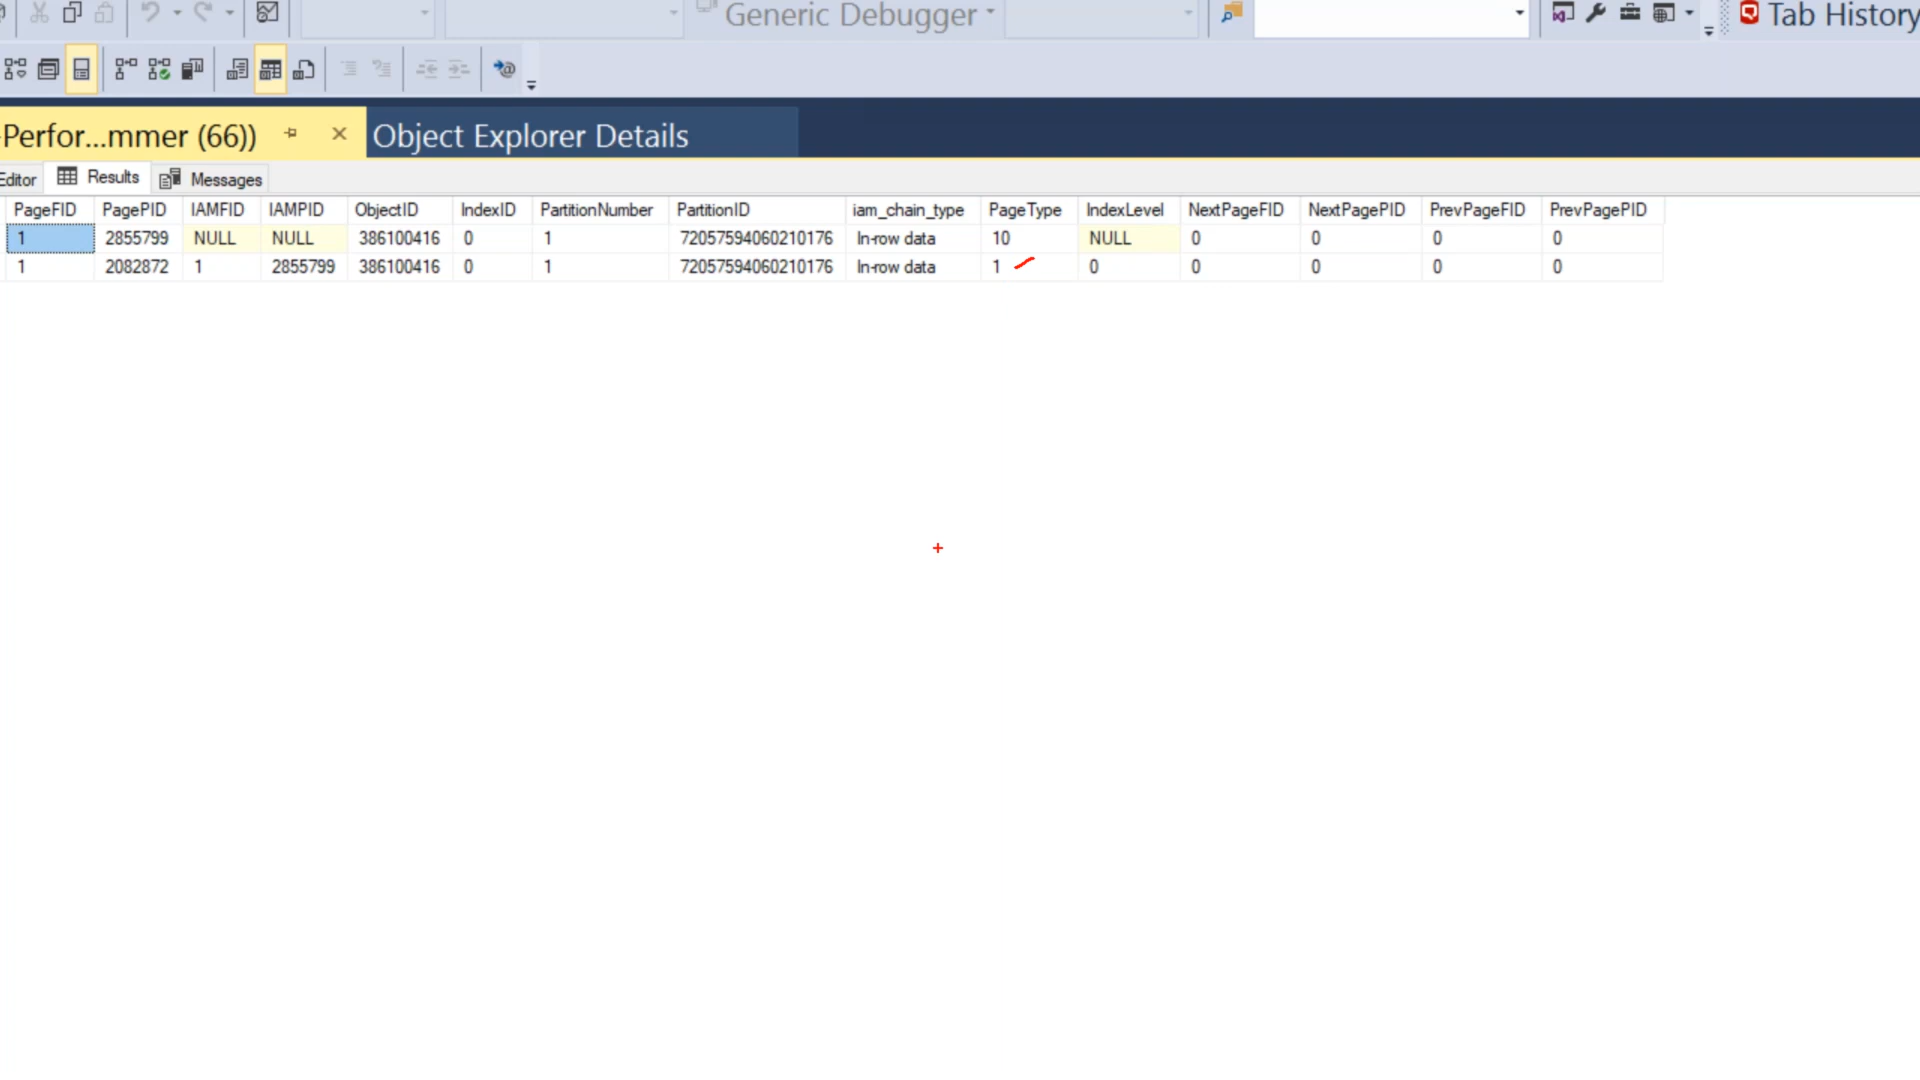 Generic Debugger
Tab History
Perfor...mmer (66))
Object Explorer Details
Editor
Results
Messages
PageFID PagePID IAMFID IAMPID ObjectID IndexID PartitionNumber PartitionID iam_chain_type PageType IndexLevel NextPageFID NextPagePID PrevPageFID PrevPagePID
1 2855799 NULL NULL 386100416 0 1 72057594060210176 In-row data 10 NULL 0 0 0 0
1 2082872 1 2855799 386100416 0 1 72057594060210176 In-row data 1 0 0 0 0 0